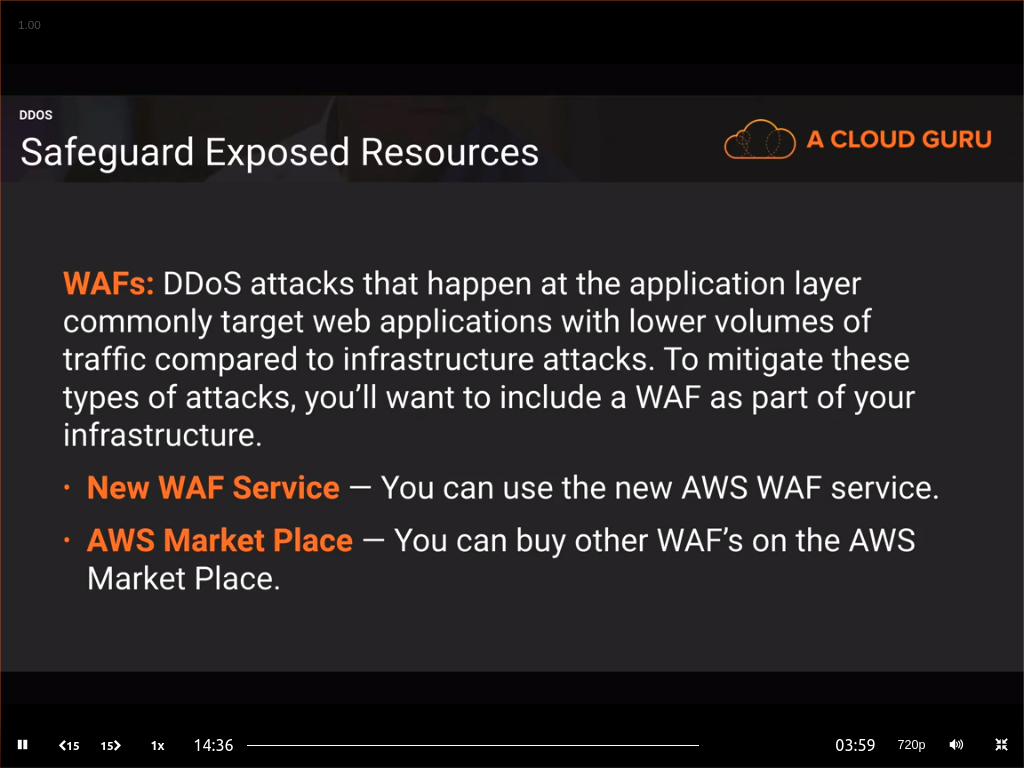 1.00
DDOS
Safeguard Exposed Resources
A CLOUD GURU
WAFs: DDoS attacks that happen at the application layer
commonly target web applications with lower volumes of
traffic compared to infrastructure attacks. To mitigate these
types of attacks, you’ll want to include a WAF as part of your
infrastructure.
· New WAF Service — You can use the new AWS WAF service.
· AWS Market Place — You can buy other WAF’s on the AWS
Market Place.
15 15 1x 14:36 03:59 720p